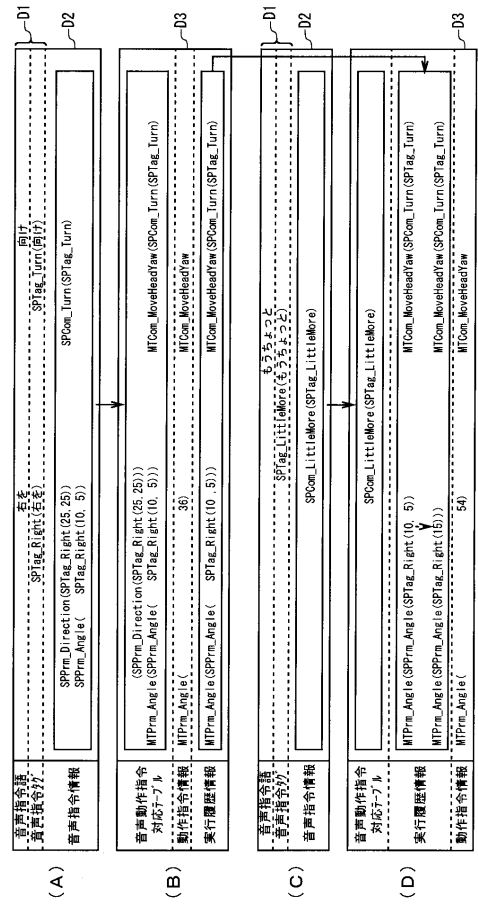 (A)
音声指令語 右を 向け D1
音声指令タグ SPTag_Right(右を) SPTag_Turn(向け)
音声指令情報 D2
SPPrm_Direction(SPTag_Right(25, 25)) SPCom_Turn(SPTag_Turn)
SPPrm_Angle( SPTag_Right(10, 5))
(B)
音声動作指令
対応テーブル
(SPPrm_Direction(SPTag_Right(25, 25)))
MTPrm_Angle(SPPrm_Angle( SPTag_Right(10, 5))) MTCom_MoveHeadYaw(SPCom_Turn(SPTag_Turn)
動作指令情報 MTPrm_Angle( 36) MTCom_MoveHeadYaw D3
実行履歴情報 MTPrm_Angle(SPPrm_Angle( SPTag_Right(10, 5))) MTCom_MoveHeadYaw(SPCom_Turn(SPTag_Turn)
(C)
音声指令語 もうちょっと D1
音声指令タグ SPTag_LittleMore(もうちょっと)
音声指令情報 SPCom_LittleMore(SPTag_LittleMore) D2
(D)
音声動作指令
対応テーブル
SPCom_LittleMore(SPTag_LittleMore)
実行履歴情報
MTPrm_Angle(SPPrm_Angle(SPTag_Right(10, 5)) MTCom_MoveHeadYaw(SPCom_Turn(SPTag_Turn)
MTPrm_Angle(SPPrm_Angle(SPTag_Right(15))) MTCom_MoveHeadYaw(SPCom_Turn(SPTag_Turn)
動作指令情報 MTPrm_Angle( 54) MTCom_MoveHeadYaw D3